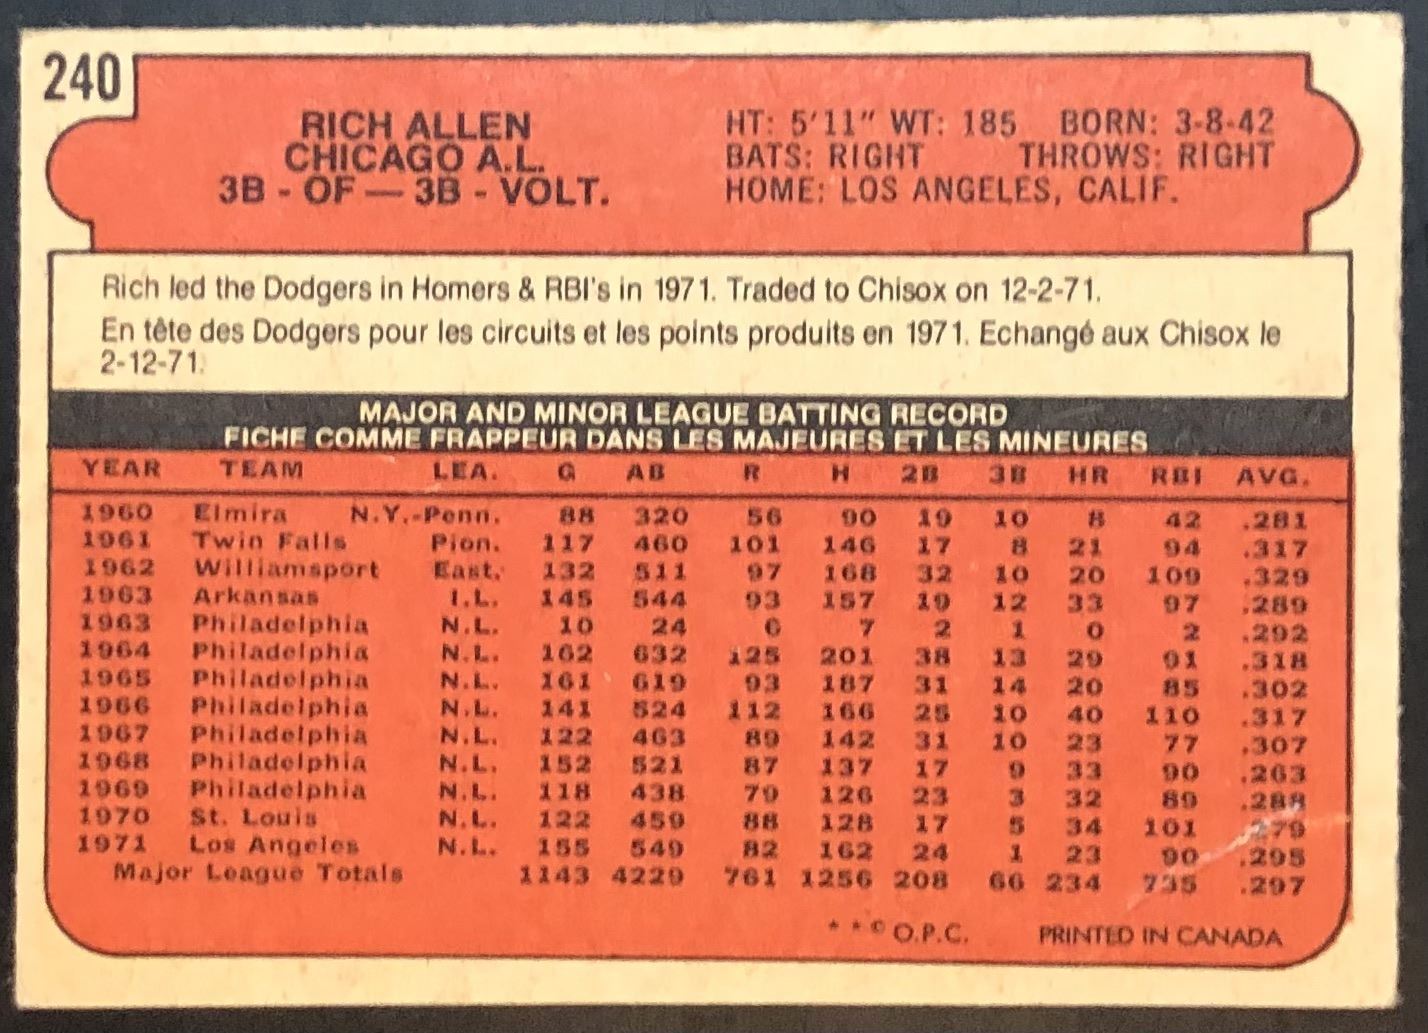 240
RICH ALLEN
CHICAGO A.L.
3B - OF — 3B - VOLT.
HT: 5'11" WT: 185 BORN: 3-8-42
BATS: RIGHT THROWS: RIGHT
HOME: LOS ANGELES, CALIF.
Rich led the Dodgers in Homers & RBI's in 1971. Traded to Chisox on 12-2-71.
En tête des Dodgers pour les circuits et les points produits en 1971. Echangé aux Chisox le
2-12-71.
MAJOR AND MINOR LEAGUE BATTING RECORD
FICHE COMME FRAPPEUR DANS LES MAJEURES ET LES MINEURES
YEAR TEAM LEA. G AB R H 2B 3B HR RBI AVG.
1960 Elmira N.Y.-Penn. 88 320 56 90 19 10 8 42 .281
1961 Twin Falls Pion. 117 460 101 146 17 8 21 94 .317
1962 Williamsport East. 132 511 97 168 32 10 20 109 .329
1963 Arkansas I.L. 145 544 93 157 19 12 33 97 .289
1963 Philadelphia N.L. 10 24 6 7 2 1 0 2 .292
1964 Philadelphia N.L. 162 632 125 201 38 13 29 91 .318
1965 Philadelphia N.L. 161 619 93 187 31 14 20 85 .302
1966 Philadelphia N.L. 141 524 112 166 25 10 40 110 .317
1967 Philadelphia N.L. 122 463 89 142 31 10 23 77 .307
1968 Philadelphia N.L. 152 521 87 137 17 9 33 90 .263
1969 Philadelphia N.L. 118 438 79 126 23 3 32 89 .288
1970 St. Louis N.L. 122 459 88 128 17 5 34 101 .279
1971 Los Angeles N.L. 155 549 82 162 24 1 23 90 .295
Major League Totals 1143 4229 761 1256 208 66 234 735 .297
* * © O.P.C. PRINTED IN CANADA